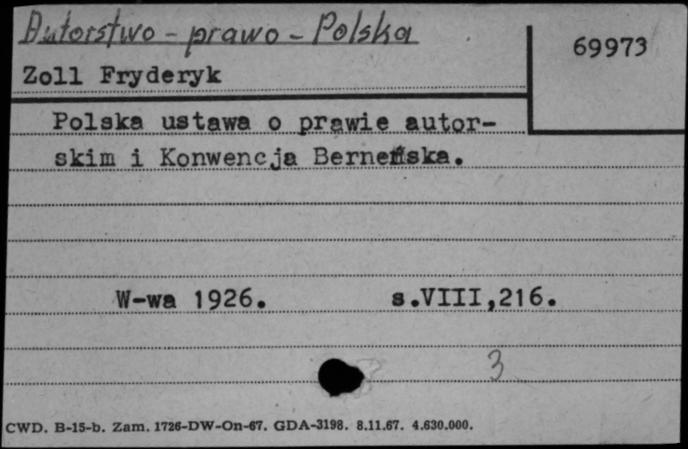 Autorstwo - prawo - Polska
69973
Zoll Fryderyk
Polska ustawa o prawie autor-
skim i Konwencja Berneńska.
W-wa 1926. s.VIII,216.
3
CWD. B-15-b. Zam. 1726-DW-On-67. GDA-3198. 8.11.67. 4.630.000.